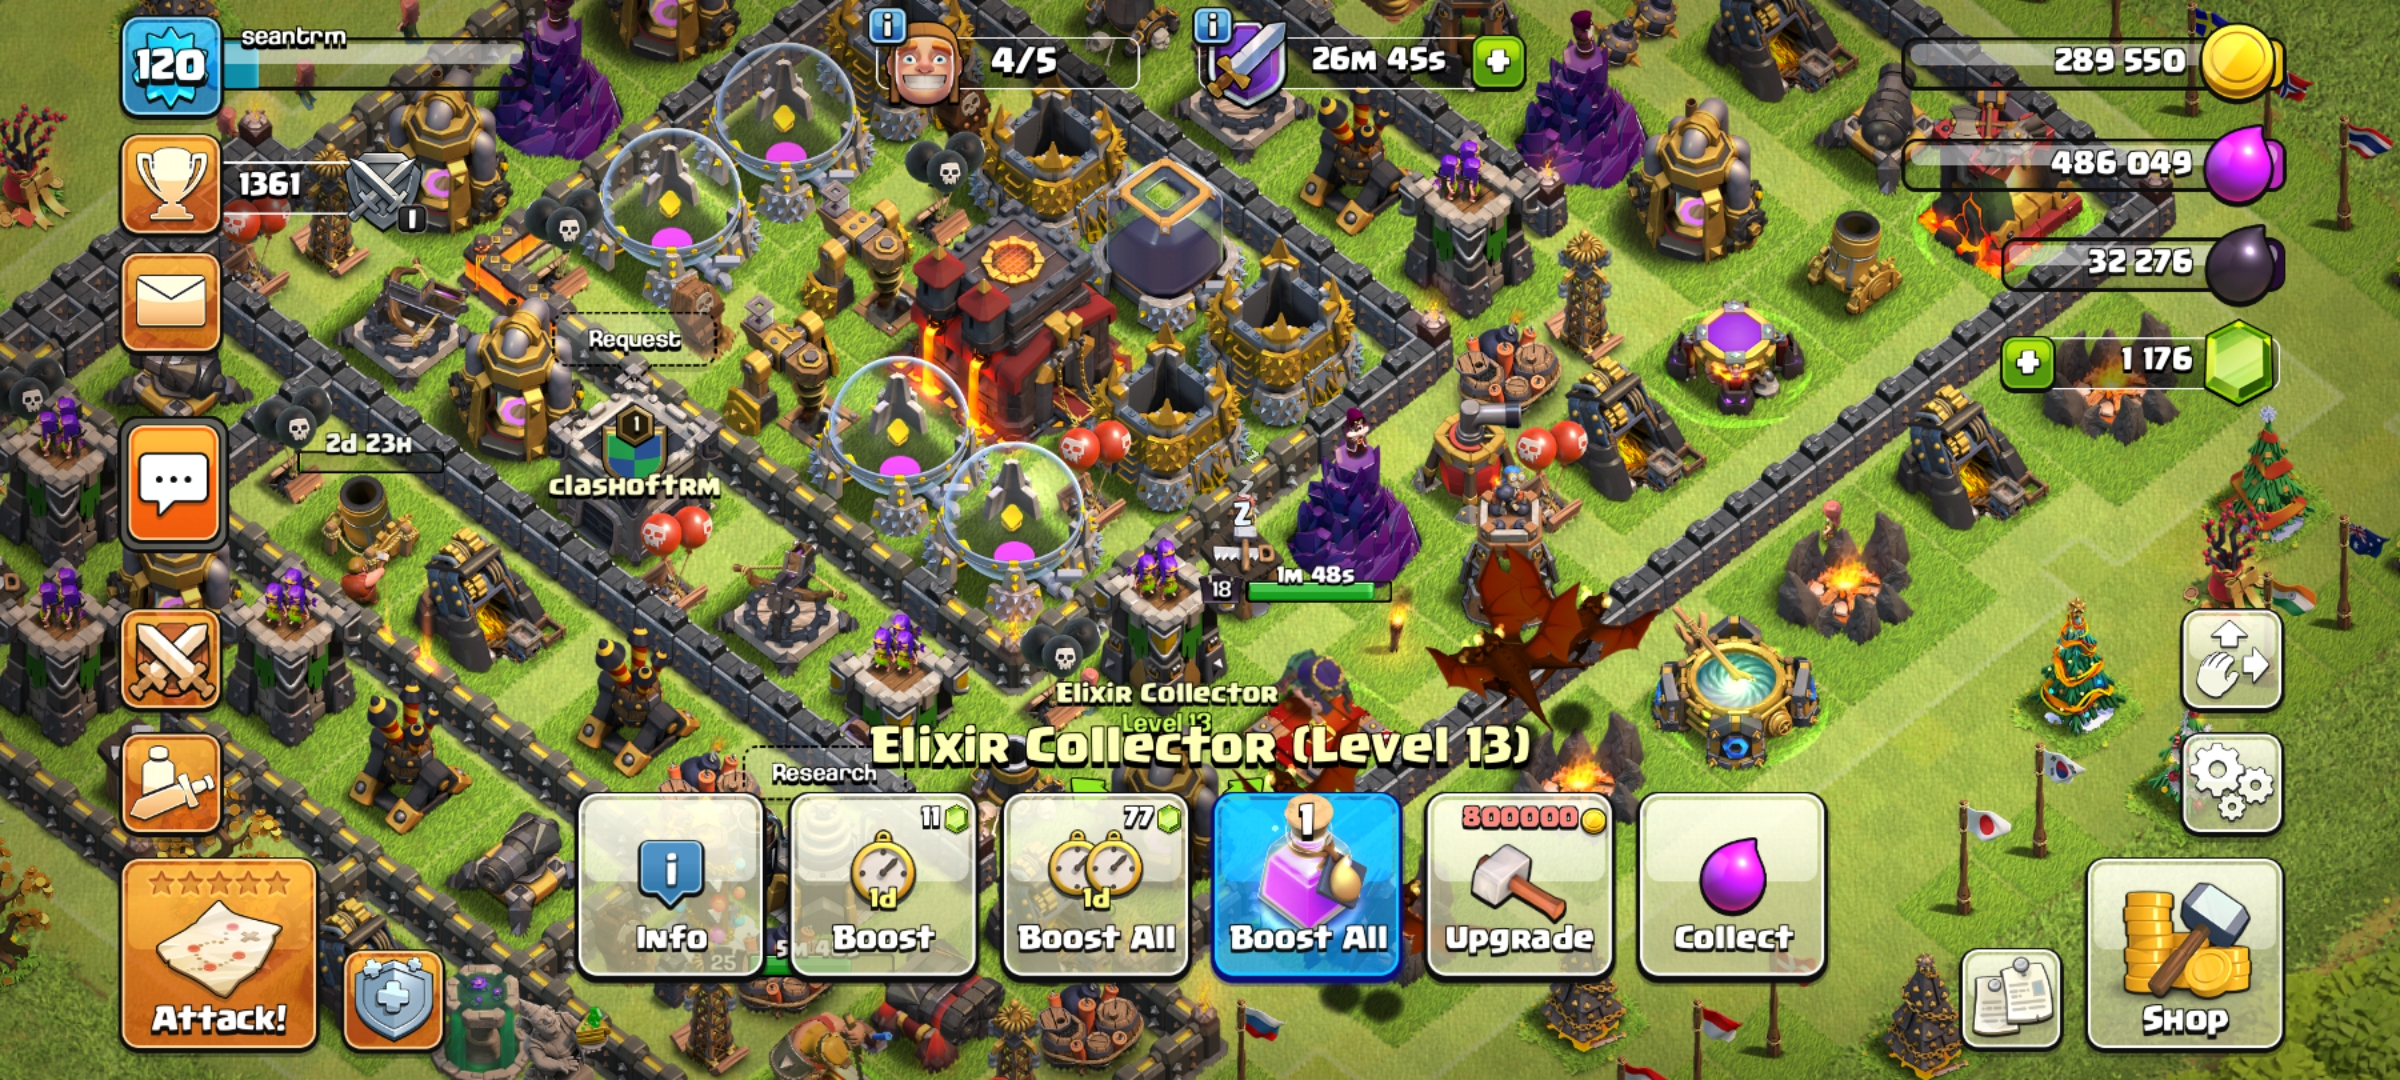 120
seantrm
4/5
26m 45s
289 550
1361
I
486 049
32 276
Request
1 176
1
2d 23h
clashoftrm
Z
Z
Z
18
1m 48s
Elixir Collector
Level 13
Elixir Collector (Level 13)
Research
11
77
1
800000
1d
1d
Info
Boost
Boost All
Boost All
Upgrade
Collect
25
Attack!
Shop